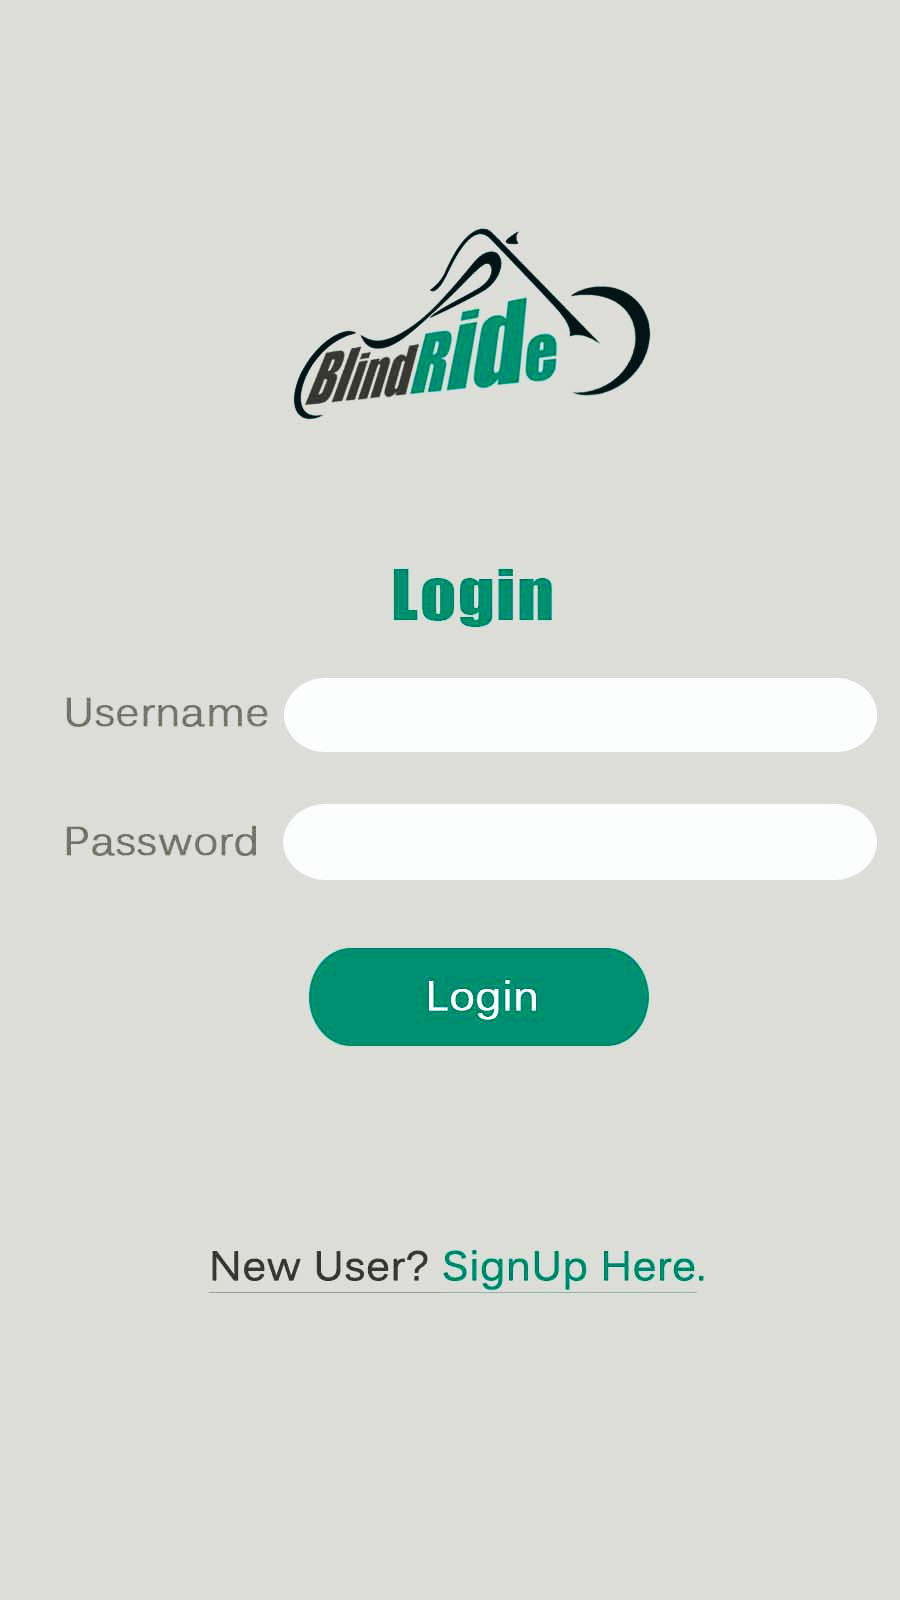 BlindRide
Login
Username
Password
Login
New User? SignUp Here.